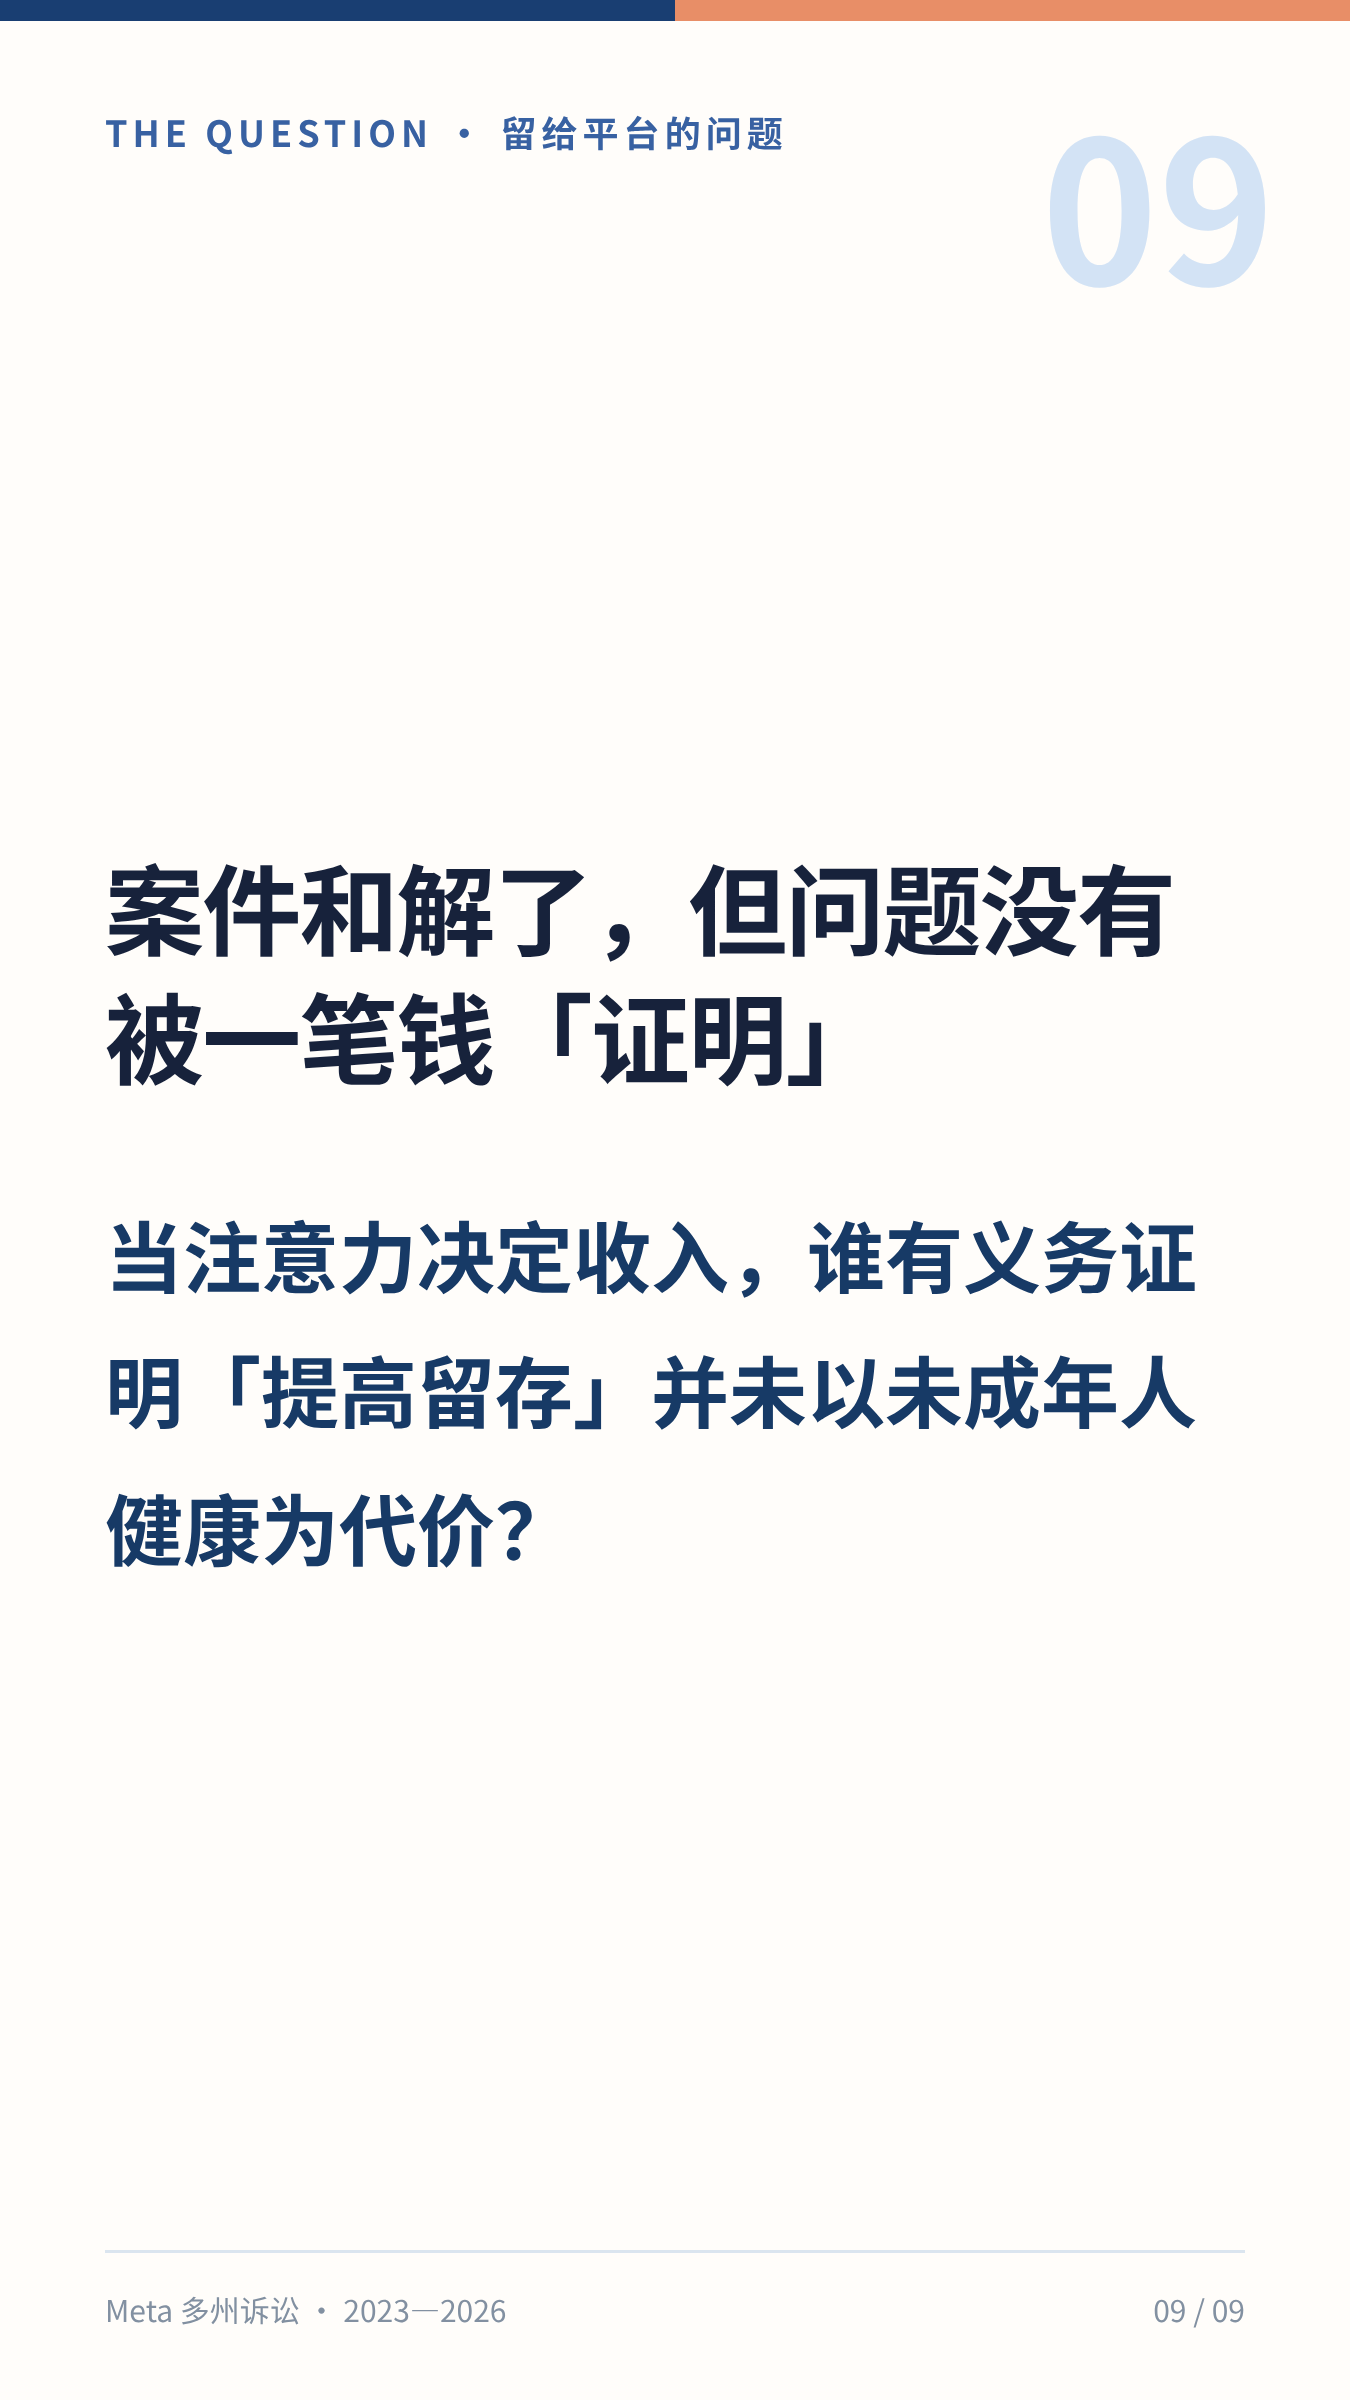 THE QUESTION · 留给平台的问题
09
案件和解了，但问题没有
被一笔钱「证明」
当注意力决定收入，谁有义务证
明「提高留存」并未以未成年人
健康为代价？
Meta 多州诉讼 · 2023—2026
09 / 09